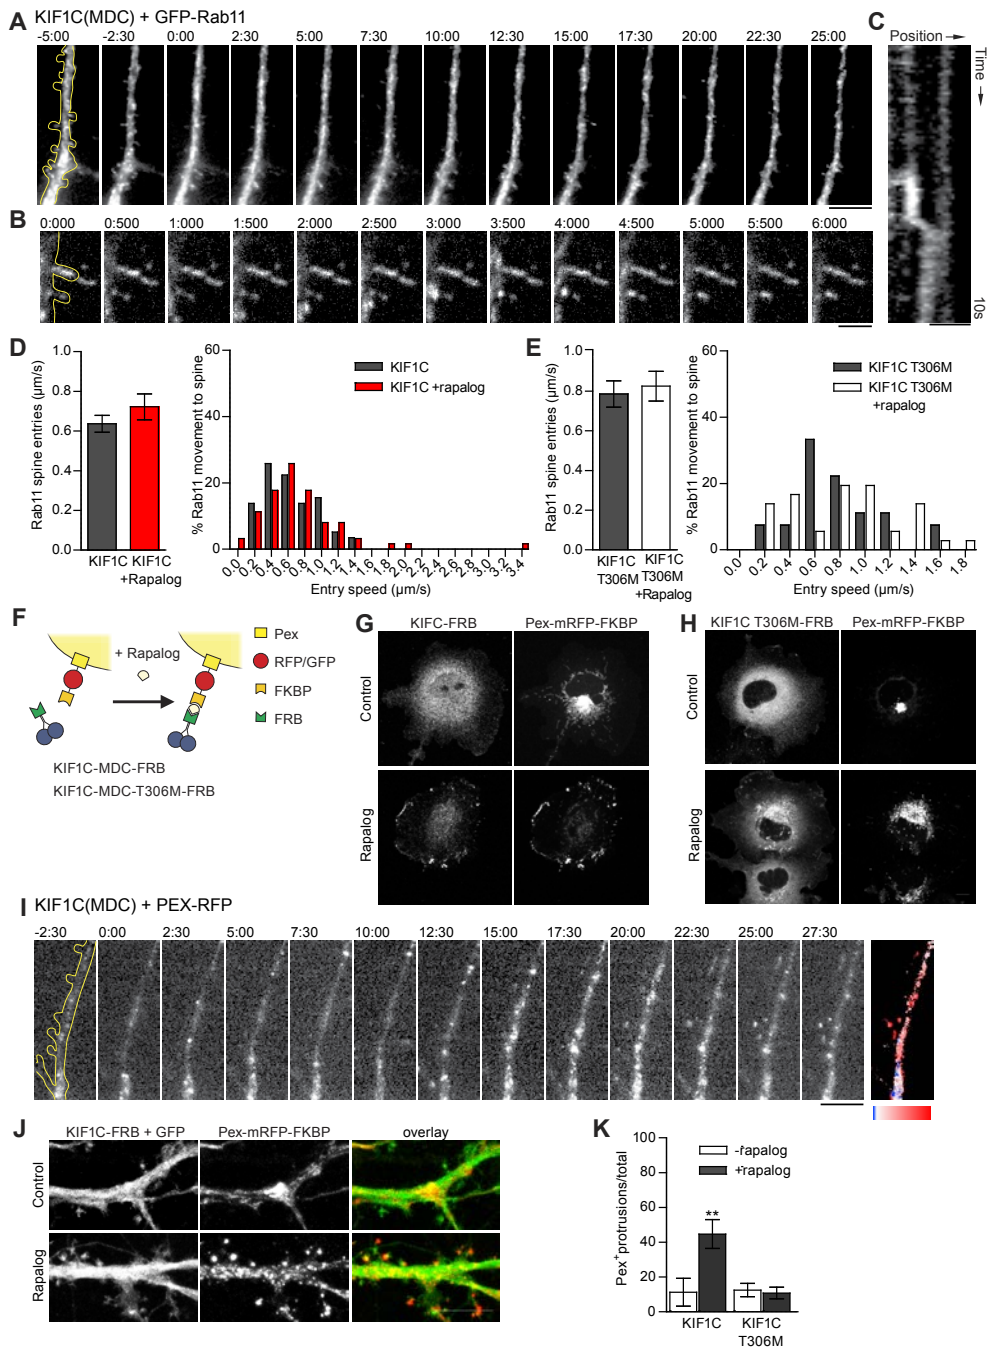 A KIF1C(MDC) + GFP-Rab11
-5:00 -2:30 0:00 2:30 5:00 7:30 10:00 12:30 15:00 17:30 20:00 22:30 25:00
C
Position
Time
10s
B
0:000 0:500 1:000 1:500 2:000 2:500 3:000 3:500 4:000 4:500 5:000 5:500 6:000
D
Rab11 spine entries (µm/s)
1.0
0.8
0.6
0.4
0.2
0.0
KIF1C KIF1C
+Rapalog
% Rab11 movement to spine
60
40
20
0
KIF1C
KIF1C +rapalog
0.0 0.2 0.4 0.6 0.8 1.0 1.2 1.4 1.6 1.8 2.0 2.2 2.4 2.6 2.8 3.0 3.2 3.4
Entry speed (µm/s)
E
Rab11 spine entries (µm/s)
1.0
0.8
0.6
0.4
0.2
0.0
KIF1C T306M
KIF1C T306M +Rapalog
% Rab11 movement to spine
60
40
20
0
KIF1C T306M
KIF1C T306M
+rapalog
0.0 0.2 0.4 0.6 0.8 1.0 1.2 1.4 1.6 1.8
Entry speed (µm/s)
F
+ Rapalog
Pex
RFP/GFP
FKBP
FRB
KIF1C-MDC-FRB
KIF1C-MDC-T306M-FRB
G
KIFC-FRB Pex-mRFP-FKBP
Control
Rapalog
H
KIF1C T306M-FRB Pex-mRFP-FKBP
Control
Rapalog
I KIF1C(MDC) + PEX-RFP
-2:30 0:00 2:30 5:00 7:30 10:00 12:30 15:00 17:30 20:00 22:30 25:00 27:30
J
KIF1C-FRB + GFP Pex-mRFP-FKBP overlay
Control
Rapalog
K
Pex+protrusions/total
100
80
60
40
20
0
-rapalog
+rapalog
**
KIF1C KIF1C
T306M